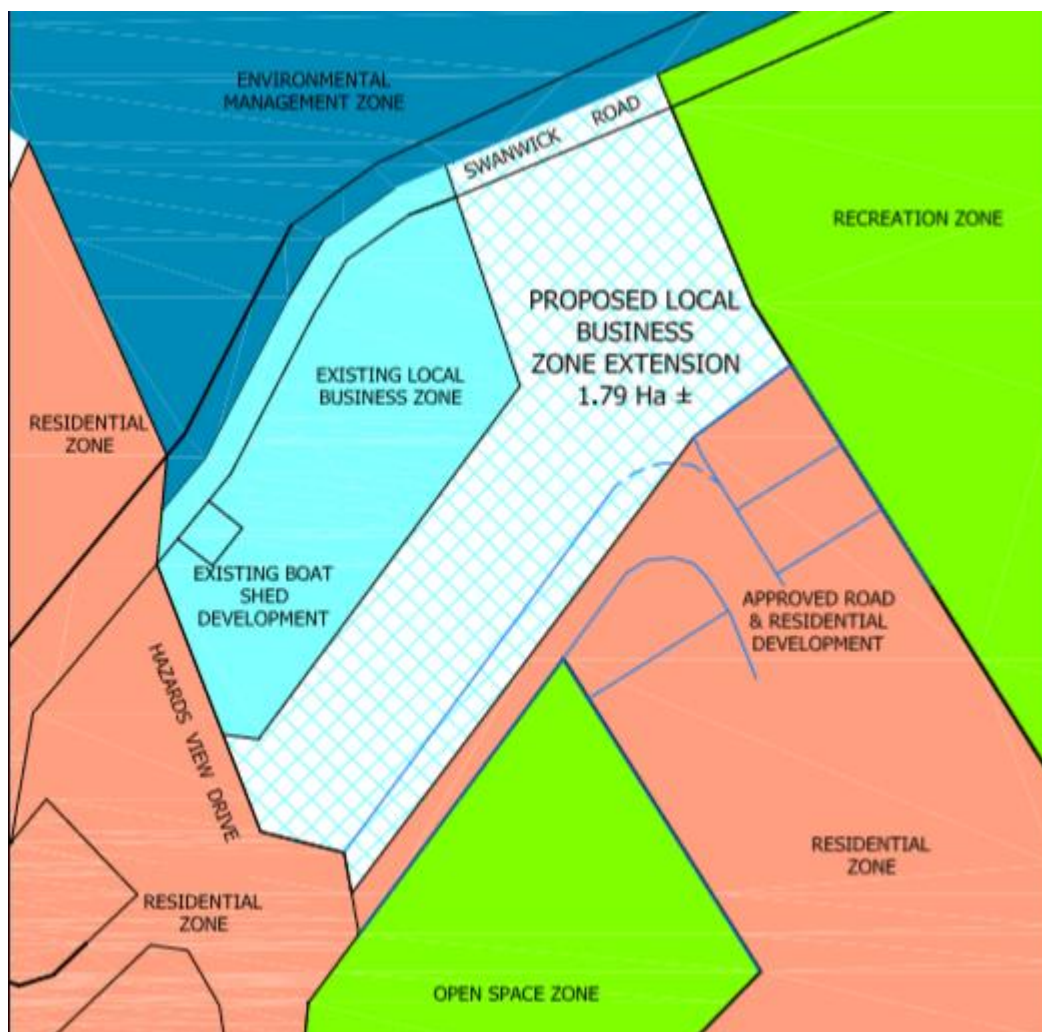 ENVIRONMENTAL
MANAGEMENT ZONE
SWANWICK ROAD
RECREATION ZONE
PROPOSED LOCAL
BUSINESS
ZONE EXTENSION
1.79 Ha ±
EXISTING LOCAL
BUSINESS ZONE
RESIDENTIAL
ZONE
EXISTING BOAT
SHED
DEVELOPMENT
APPROVED ROAD
& RESIDENTIAL
DEVELOPMENT
HAZARDS VIEW DRIVE
RESIDENTIAL
ZONE
RESIDENTIAL
ZONE
OPEN SPACE ZONE